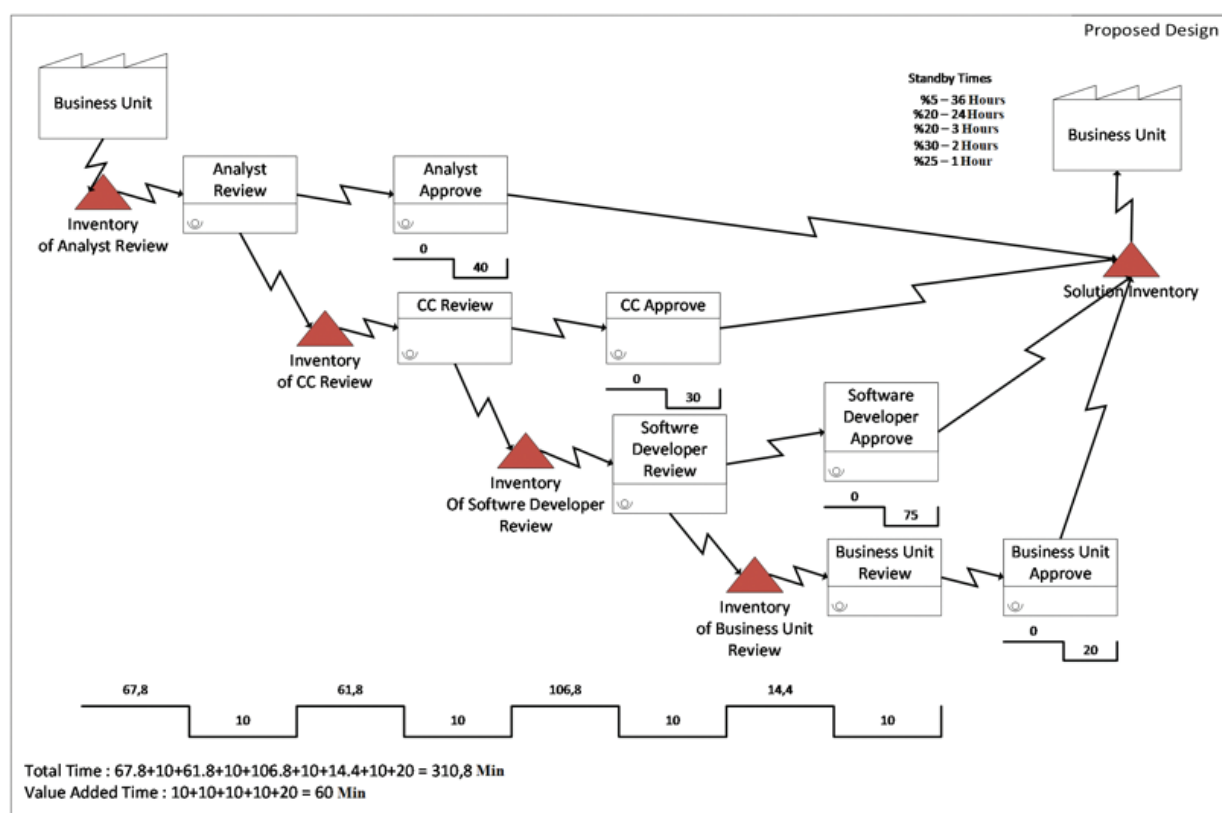 Proposed Design
Business Unit
Standby Times
%5 – 36 Hours
%20 – 24 Hours
%20 – 3 Hours
%30 – 2 Hours
%25 – 1 Hour
Business Unit
Analyst
Review
Analyst
Approve
Inventory
of Analyst Review
0
40
Solution Inventory
CC Review
CC Approve
Inventory
of CC Review
0
30
Softwre
Developer
Review
Software
Developer
Approve
Inventory
Of Softwre Developer
Review
0
75
Business Unit
Review
Business Unit
Approve
Inventory
of Business Unit
Review
0
20
67,8
10
61,8
10
106,8
10
14,4
10
Total Time : 67.8+10+61.8+10+106.8+10+14.4+10+20 = 310,8 Min
Value Added Time : 10+10+10+10+20 = 60 Min